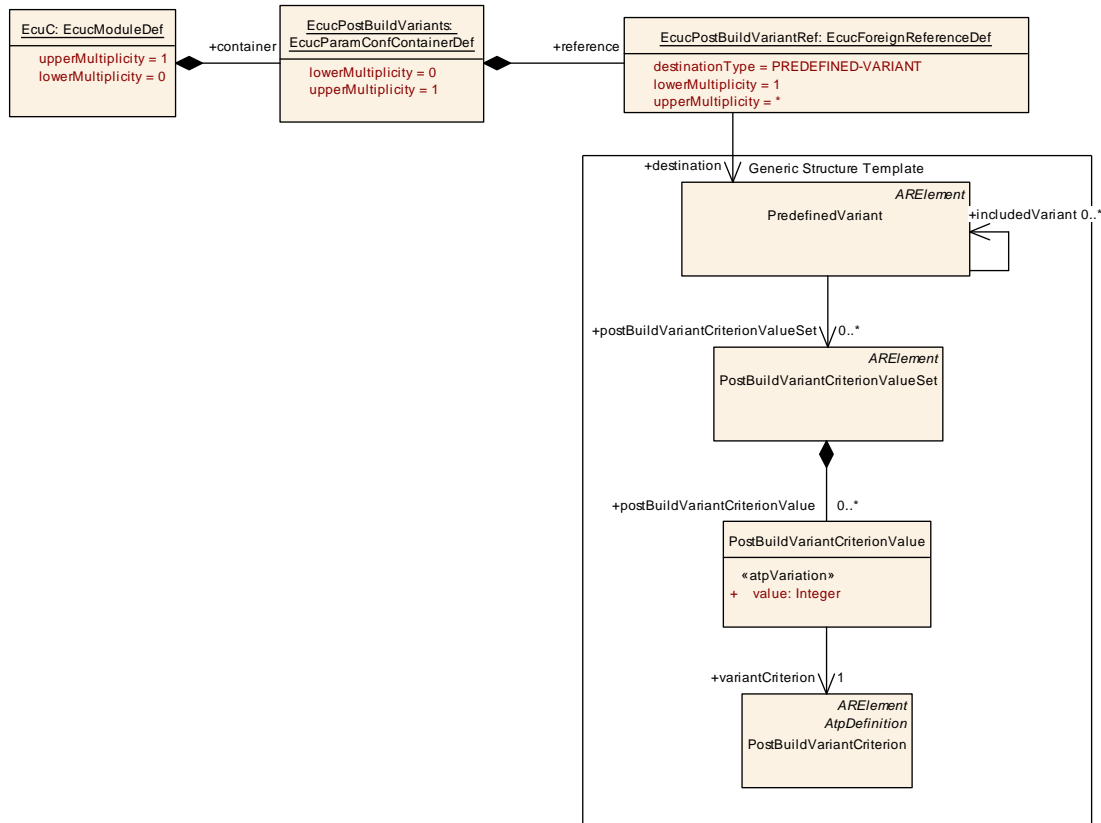 EcuC: EcucModuleDef
upperMultiplicity = 1
lowerMultiplicity = 0
+container
EcucPostBuildVariants:
EcucParamConfContainerDef
lowerMultiplicity = 0
upperMultiplicity = 1
+reference
EcucPostBuildVariantRef: EcucForeignReferenceDef
destinationType = PREDEFINED-VARIANT
lowerMultiplicity = 1
upperMultiplicity = *
+destination
Generic Structure Template
ARElement
PredefinedVariant
+includedVariant 0..*
+postBuildVariantCriterionValueSet 0..*
ARElement
PostBuildVariantCriterionValueSet
+postBuildVariantCriterionValue 0..*
PostBuildVariantCriterionValue
«atpVariation»
+ value: Integer
+variantCriterion 1
ARElement
AtpDefinition
PostBuildVariantCriterion